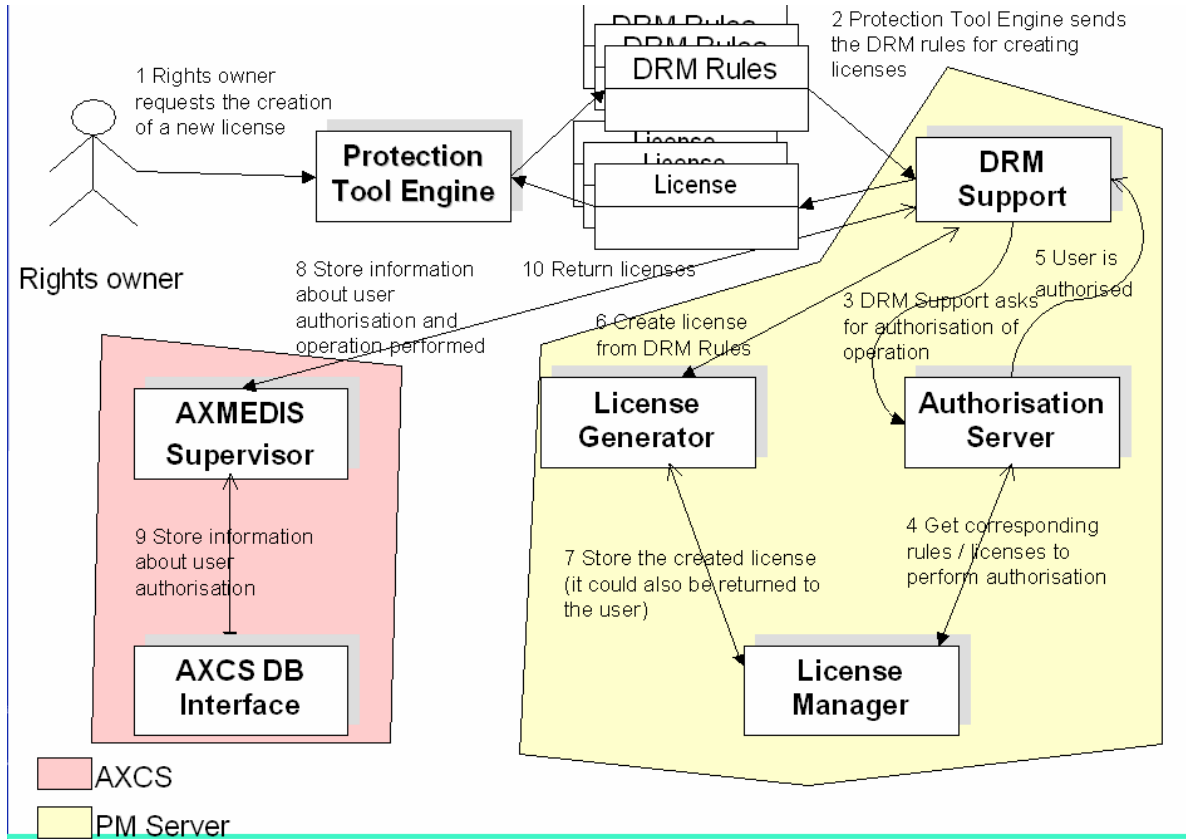 DRM Rules
DRM Rules
DRM Rules
2 Protection Tool Engine sends
the DRM rules for creating
licenses
1 Rights owner
requests the creation
of a new license
Protection
Tool Engine
License
License
License
DRM
Support
Rights owner
8 Store information
about user
authorisation and
operation performed
10 Return licenses
5 User is
authorised
3 DRM Support asks
for authorisation of
operation
6 Create license
from DRM Rules
AXMEDIS
Supervisor
License
Generator
Authorisation
Server
9 Store information
about user
authorisation
7 Store the created license
(it could also be returned to
the user)
4 Get corresponding
rules / licenses to
perform authorisation
AXCS DB
Interface
License
Manager
AXCS
PM Server